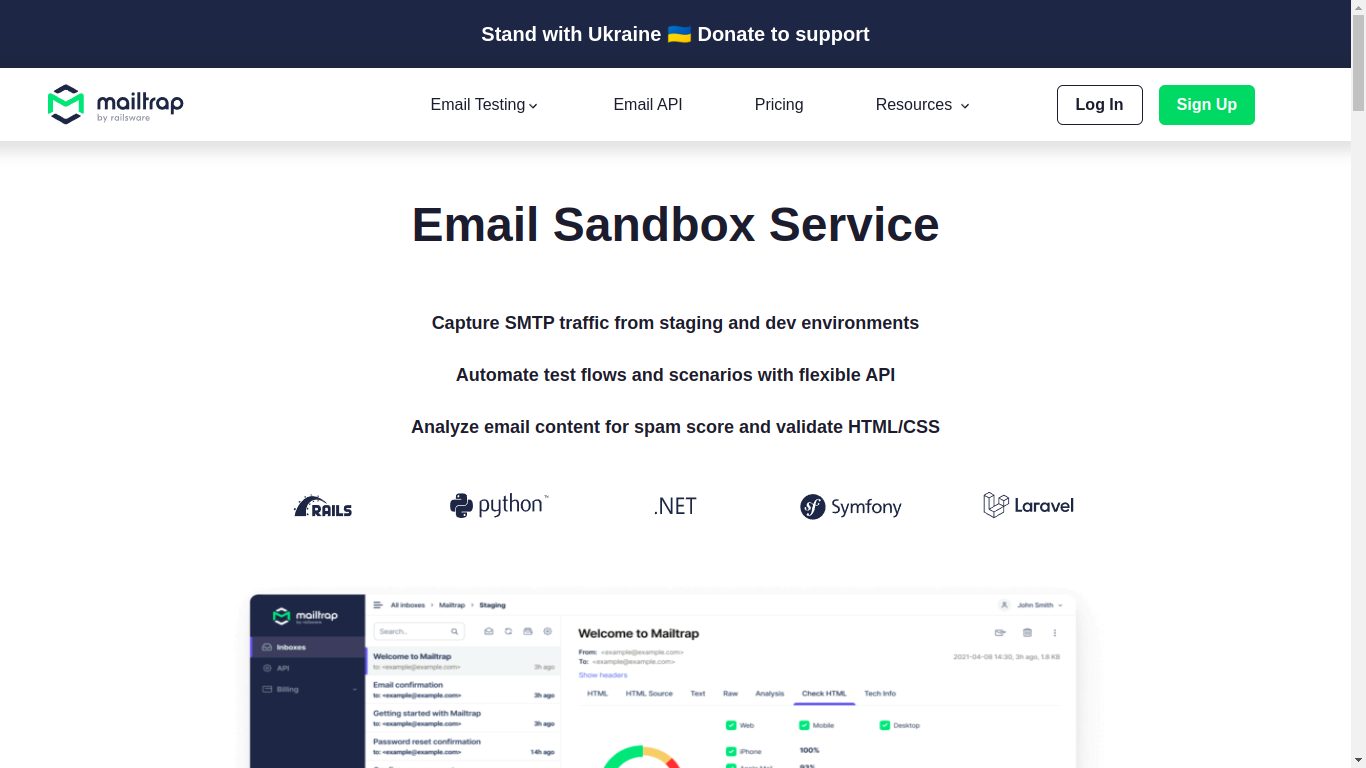 Stand with Ukraine 🇺🇦 Donate to support
mailtrap
by railsware
Email Testing
Email API
Pricing
Resources
Log In
Sign Up
Email Sandbox Service
Capture SMTP traffic from staging and dev environments
Automate test flows and scenarios with flexible API
Analyze email content for spam score and validate HTML/CSS
RAILS
python™
.NET
sf Symfony
Laravel
mailtrap
by railsware
Inboxes
API
Billing
All inboxes > Mailtrap > Staging
John Smith
Search...
Welcome to Mailtrap
to: <example@example.com> 3h ago
Email confirmation
to: <example@example.com> 3h ago
Getting started with Mailtrap
to: <example@example.com> 3h ago
Password reset confirmation
to: <example@example.com> 14h ago
Welcome to Mailtrap
From: <example@example.com>
To: <example@example.com>
2021-04-08 14:30, 3h ago, 1.8 KB
Show headers
HTML
HTML Source
Text
Raw
Analysis
Check HTML
Tech Info
Web
Mobile
Desktop
iPhone 100%